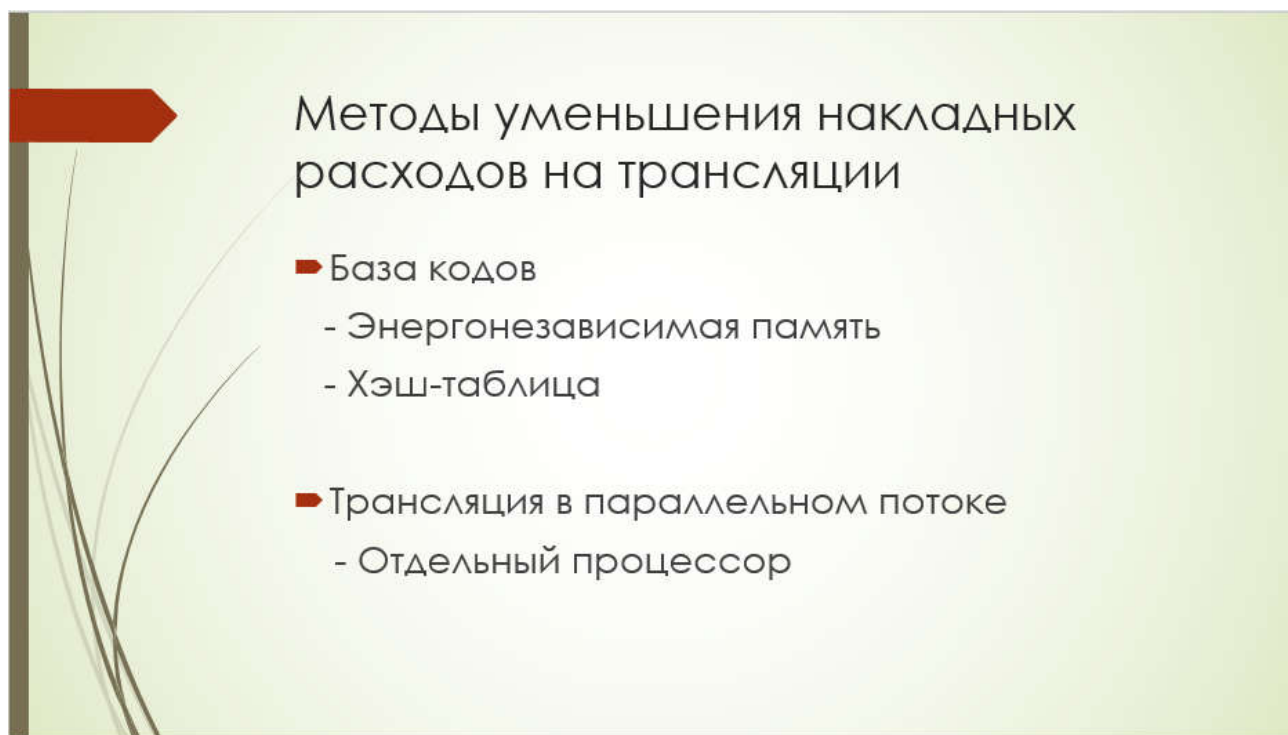 Методы уменьшения накладных
расходов на трансляции
База кодов
- Энергонезависимая память
- Хэш-таблица
Трансляция в параллельном потоке
- Отдельный процессор